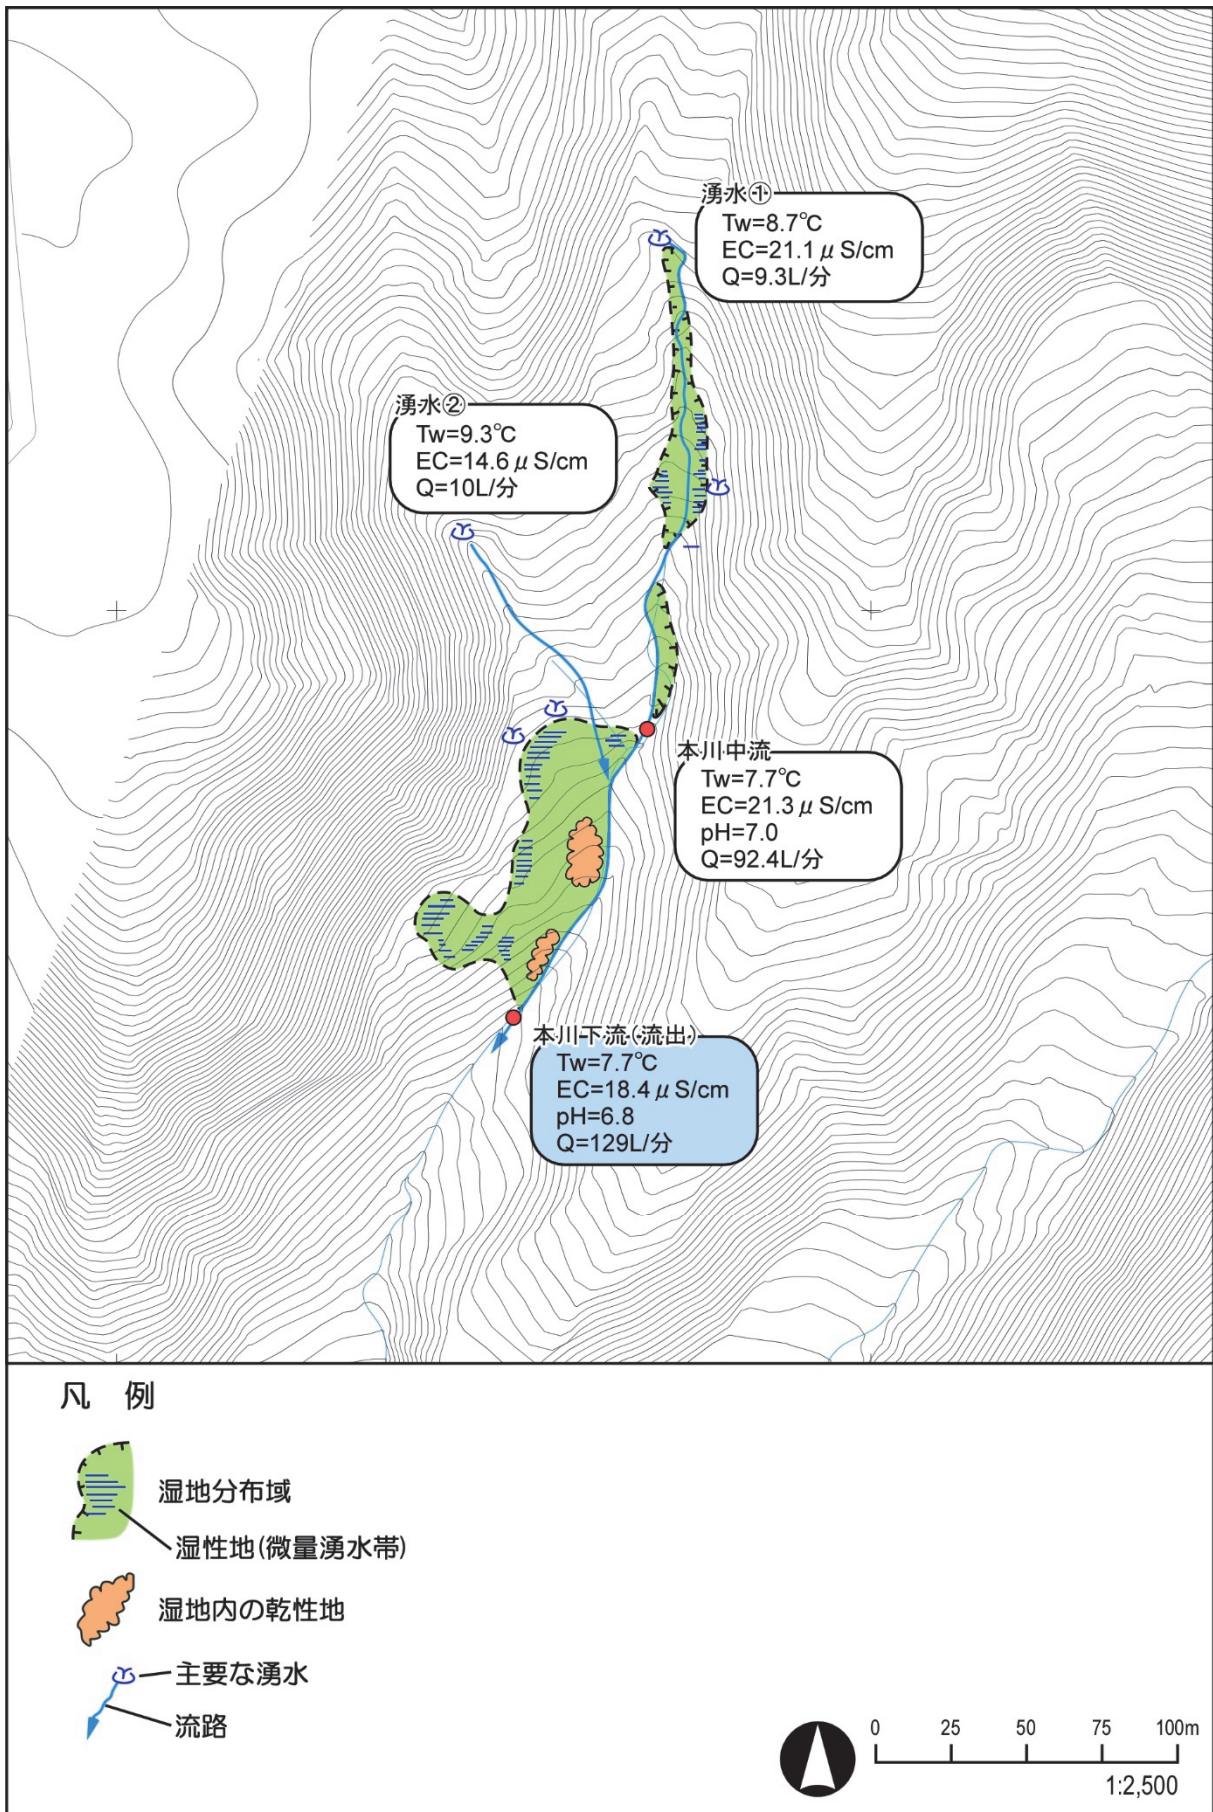 湧水①
Tw=8.7℃
EC=21.1μS/cm
Q=9.3L/分
湧水②
Tw=9.3℃
EC=14.6μS/cm
Q=10L/分
本川中流
Tw=7.7℃
EC=21.3μS/cm
pH=7.0
Q=92.4L/分
本川下流(流出)
Tw=7.7℃
EC=18.4μS/cm
pH=6.8
Q=129L/分
凡 例
湿地分布域
湿性地(微量湧水帯)
湿地内の乾性地
主要な湧水
流路
0 25 50 75 100m
1:2,500